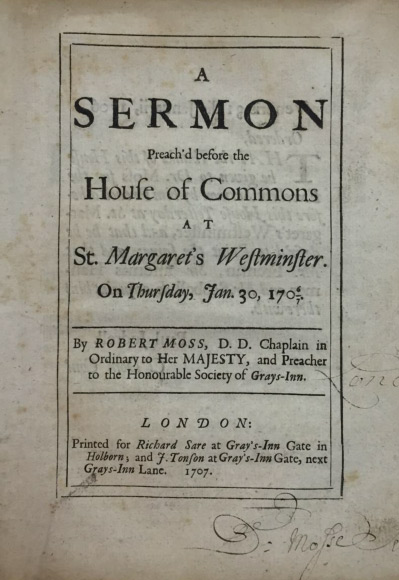 A
SERMON
Preach'd before the
Houſe of Commons
AT
St. Margaret's Weſtminſter.
On Thurſday, Jan. 30, 170 6/7.
By ROBERT MOSS, D. D. Chaplain in
Ordinary to Her MAJESTY, and Preacher
to the Honourable Society of Grays-Inn.
LONDON:
Printed for Richard Sare at Gray's-Inn Gate in
Holborn; and J. Tonſon at Gray's-Inn Gate, next
Grays-Inn Lane. 1707.